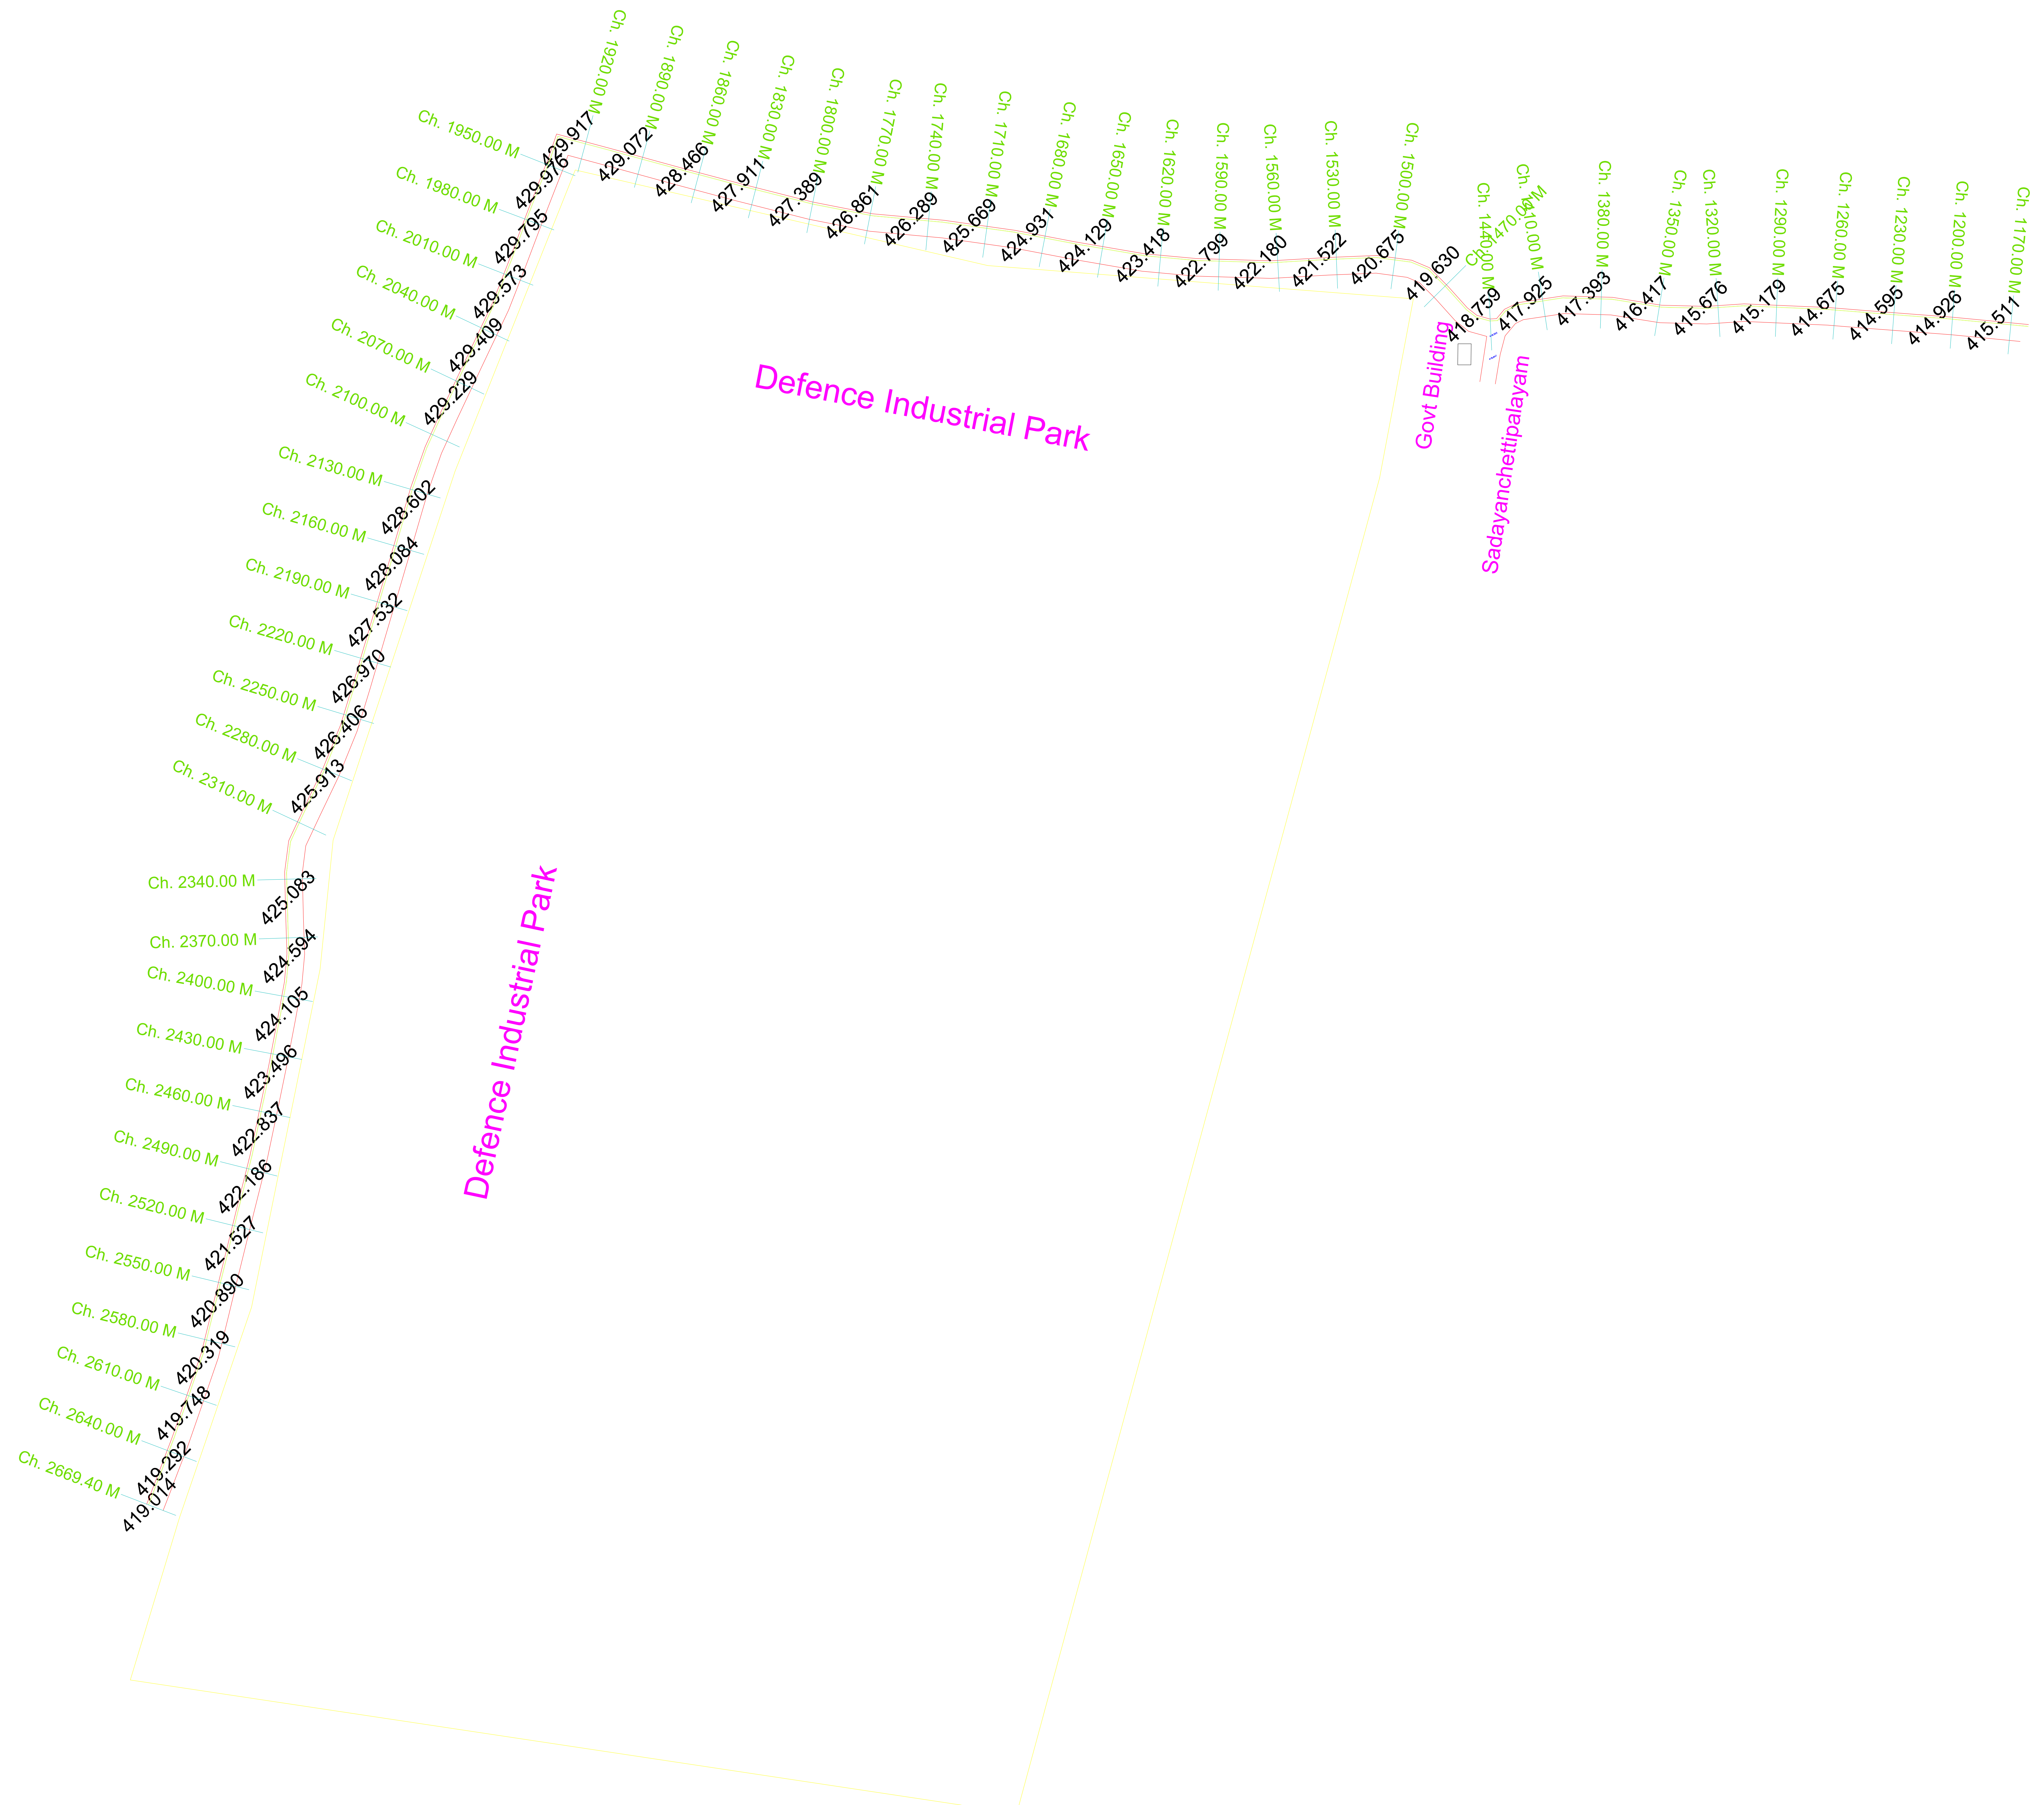 Ch. 1920.00 M
Ch. 1890.00 M
Ch. 1860.00 M
Ch. 1830.00 M
Ch. 1800.00 M
Ch. 1770.00 M
Ch. 1740.00 M
Ch. 1710.00 M
Ch. 1680.00 M
Ch. 1650.00 M
Ch. 1620.00 M
Ch. 1590.00 M
Ch. 1560.00 M
Ch. 1530.00 M
Ch. 1500.00 M
Ch. 1470.00 M
Ch. 1440.00 M
Ch. 1410.00 M
Ch. 1380.00 M
Ch. 1350.00 M
Ch. 1320.00 M
Ch. 1290.00 M
Ch. 1260.00 M
Ch. 1230.00 M
Ch. 1200.00 M
Ch. 1170.00 M
429.917
429.072
428.466
427.911
427.389
426.861
426.289
425.669
424.931
424.129
423.418
422.799
422.180
421.522
420.675
419.630
418.759
417.925
417.393
416.417
415.676
415.179
414.675
414.595
414.926
415.511
Govt Building
Sadayanchettipalayam
Defence Industrial Park
Ch. 1950.00 M
429.976
Ch. 1980.00 M
429.795
Ch. 2010.00 M
429.573
Ch. 2040.00 M
429.409
Ch. 2070.00 M
429.229
Ch. 2100.00 M
Ch. 2130.00 M
428.602
Ch. 2160.00 M
428.084
Ch. 2190.00 M
427.532
Ch. 2220.00 M
426.970
Ch. 2250.00 M
426.406
Ch. 2280.00 M
425.913
Ch. 2310.00 M
Ch. 2340.00 M
425.083
Ch. 2370.00 M
424.594
Ch. 2400.00 M
424.105
Ch. 2430.00 M
423.496
Ch. 2460.00 M
422.837
Ch. 2490.00 M
422.186
Ch. 2520.00 M
421.527
Ch. 2550.00 M
420.890
Ch. 2580.00 M
420.319
Ch. 2610.00 M
419.748
Ch. 2640.00 M
419.292
Ch. 2669.40 M
419.014
Defence Industrial Park